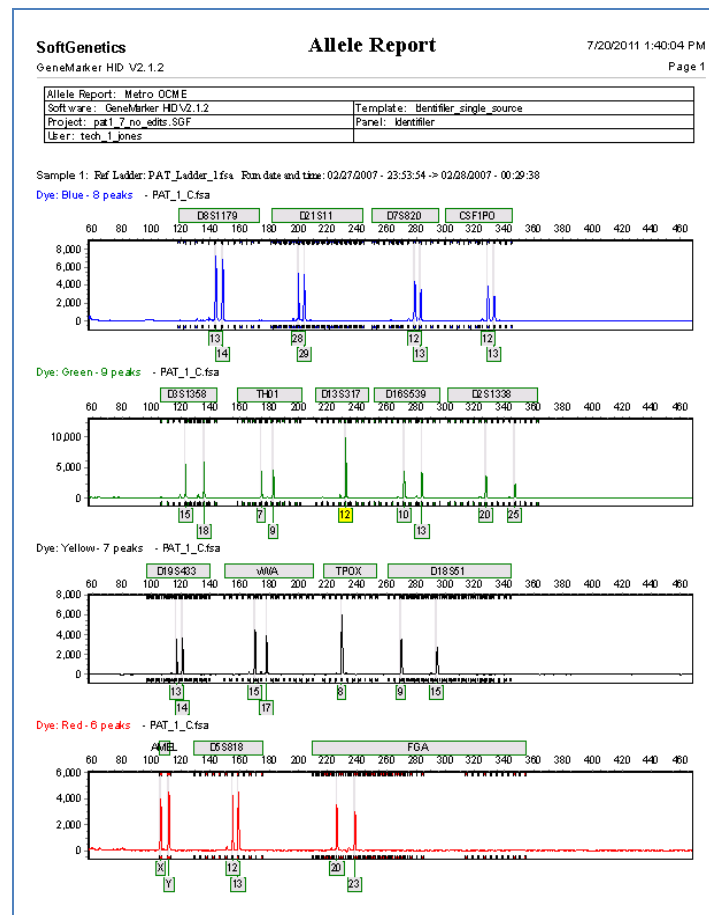 SoftGenetics Allele Report 7/20/2011 1:40:04 PM
GeneMarker HID V2.1.2 Page 1
Allele Report: Metro OCME
Software: GeneMarker HID V2.1.2 Template: Identifiler_single_source
Project: pat1_7_no_edits.SGF Panel: Identifiler
User: tech_1_jones
Sample 1: Ref Ladder: PAT_Ladder_1.fsa Run date and time: 02/27/2007 - 23:53:54 -> 02/28/2007 - 00:29:38
Dye: Blue - 8 peaks - PAT_1_C.fsa
D8S1179 D21S11 D7S820 CSF1PO
60 80 100 120 140 160 180 200 220 240 260 280 300 320 340 360 380 400 420 440 460
8,000
6,000
4,000
2,000
0
13 28 12 12
14 29 13 13
Dye: Green - 9 peaks - PAT_1_C.fsa
D3S1358 TH01 D13S317 D16S539 D2S1338
60 80 100 120 140 160 180 200 220 240 260 280 300 320 340 360 380 400 420 440 460
10,000
5,000
0
15 7 12 10 20 25
18 9 13
Dye: Yellow - 7 peaks - PAT_1_C.fsa
D19S433 vWA TPOX D18S51
60 80 100 120 140 160 180 200 220 240 260 280 300 320 340 360 380 400 420 440 460
8,000
6,000
4,000
2,000
0
13 15 8 9 15
14 17
Dye: Red - 6 peaks - PAT_1_C.fsa
AMEL D5S818 FGA
60 80 100 120 140 160 180 200 220 240 260 280 300 320 340 360 380 400 420 440 460
6,000
4,000
2,000
0
X 12 20
Y 13 23